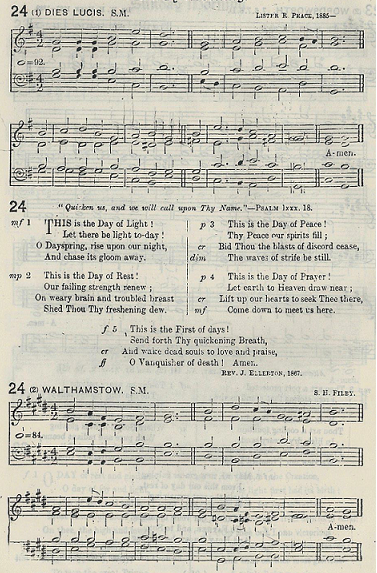 24 (1) DIES LUCIS. S.M. LISTER R. PEACE, 1885—
=92.
A-men.
24 "Quicken us, and we will call upon Thy Name."—PSALM lxxx. 18.
mf 1 THIS is the Day of Light!
Let there be light to-day!
O Dayspring, rise upon our night,
And chase its gloom away.
mp 2 This is the Day of Rest!
Our failing strength renew;
On weary brain and troubled breast
Shed Thou Thy freshening dew.
p 3 This is the Day of Peace!
Thy Peace our spirits fill;
cr Bid Thou the blasts of discord cease,
dim The waves of strife be still.
p 4 This is the Day of Prayer!
Let earth to Heaven draw near;
cr Lift up our hearts to seek Thee there,
mf Come down to meet us here.
f 5 This is the First of days!
Send forth Thy quickening Breath,
cr And wake dead souls to love and praise,
ff O Vanquisher of death! Amen.
REV. J. ELLERTON, 1867.
24 (2) WALTHAMSTOW. S.M. S. H. FILBY.
=84.
A-men.